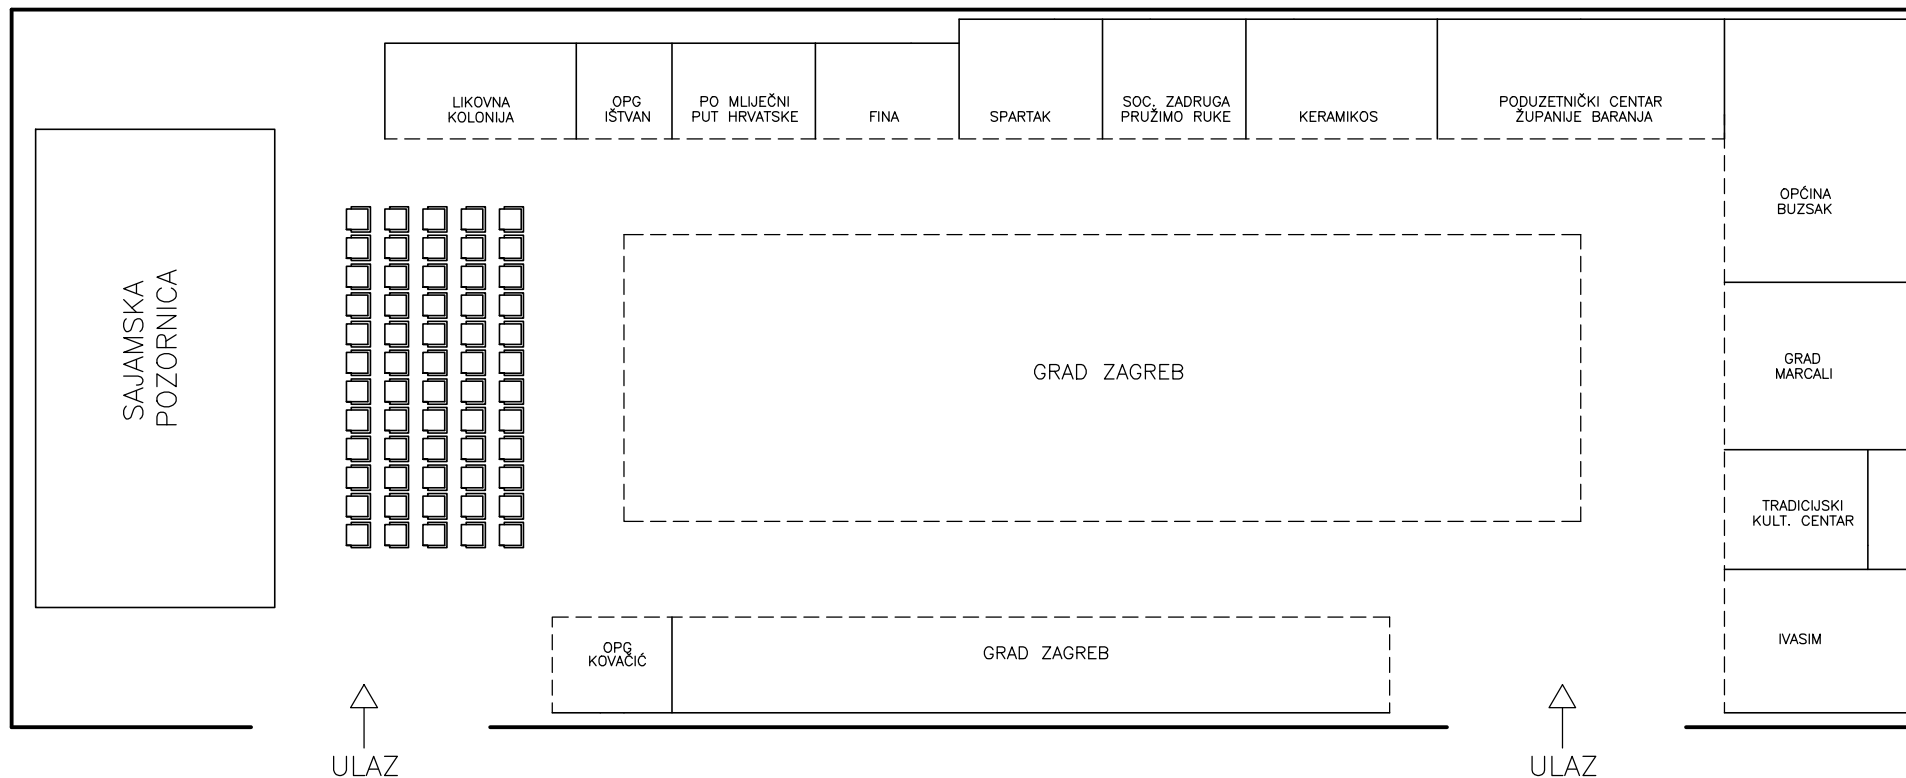 LIKOVNA
KOLONIJA
OPG
IŠTVAN
PO MLIJEČNI
PUT HRVATSKE
FINA
SPARTAK
SOC. ZADRUGA
PRUŽIMO RUKE
KERAMIKOS
PODUZETNIČKI CENTAR
ŽUPANIJE BARANJA
OPĆINA
BUZSAK
SAJAMSKA
POZORNICA
GRAD ZAGREB
GRAD
MARCALI
TRADICIJSKI
KULT. CENTAR
OPG
KOVAČIĆ
GRAD ZAGREB
IVASIM
ULAZ
ULAZ